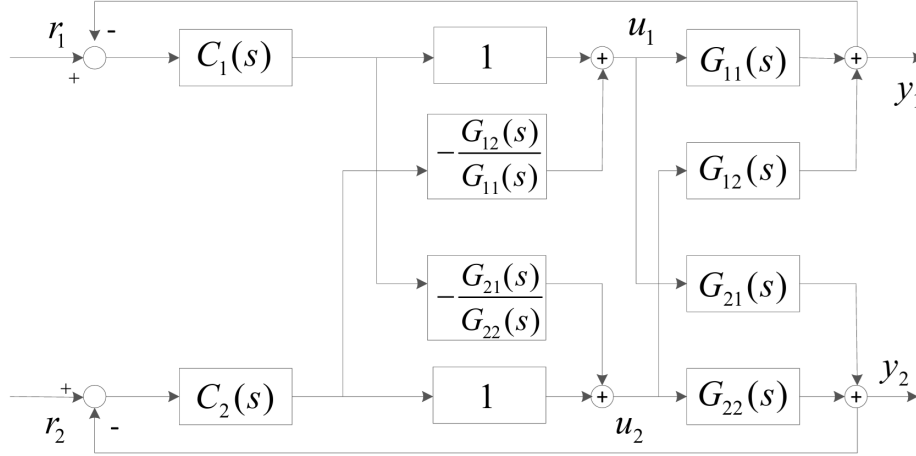 r₁ - C₁(s) 1 + u₁ G₁₁(s) + y₁
+
-G₁₂(s)/G₁₁(s) G₁₂(s)
-G₂₁(s)/G₂₂(s) G₂₁(s)
r₂ + - C₂(s) 1 + u₂ G₂₂(s) + y₂